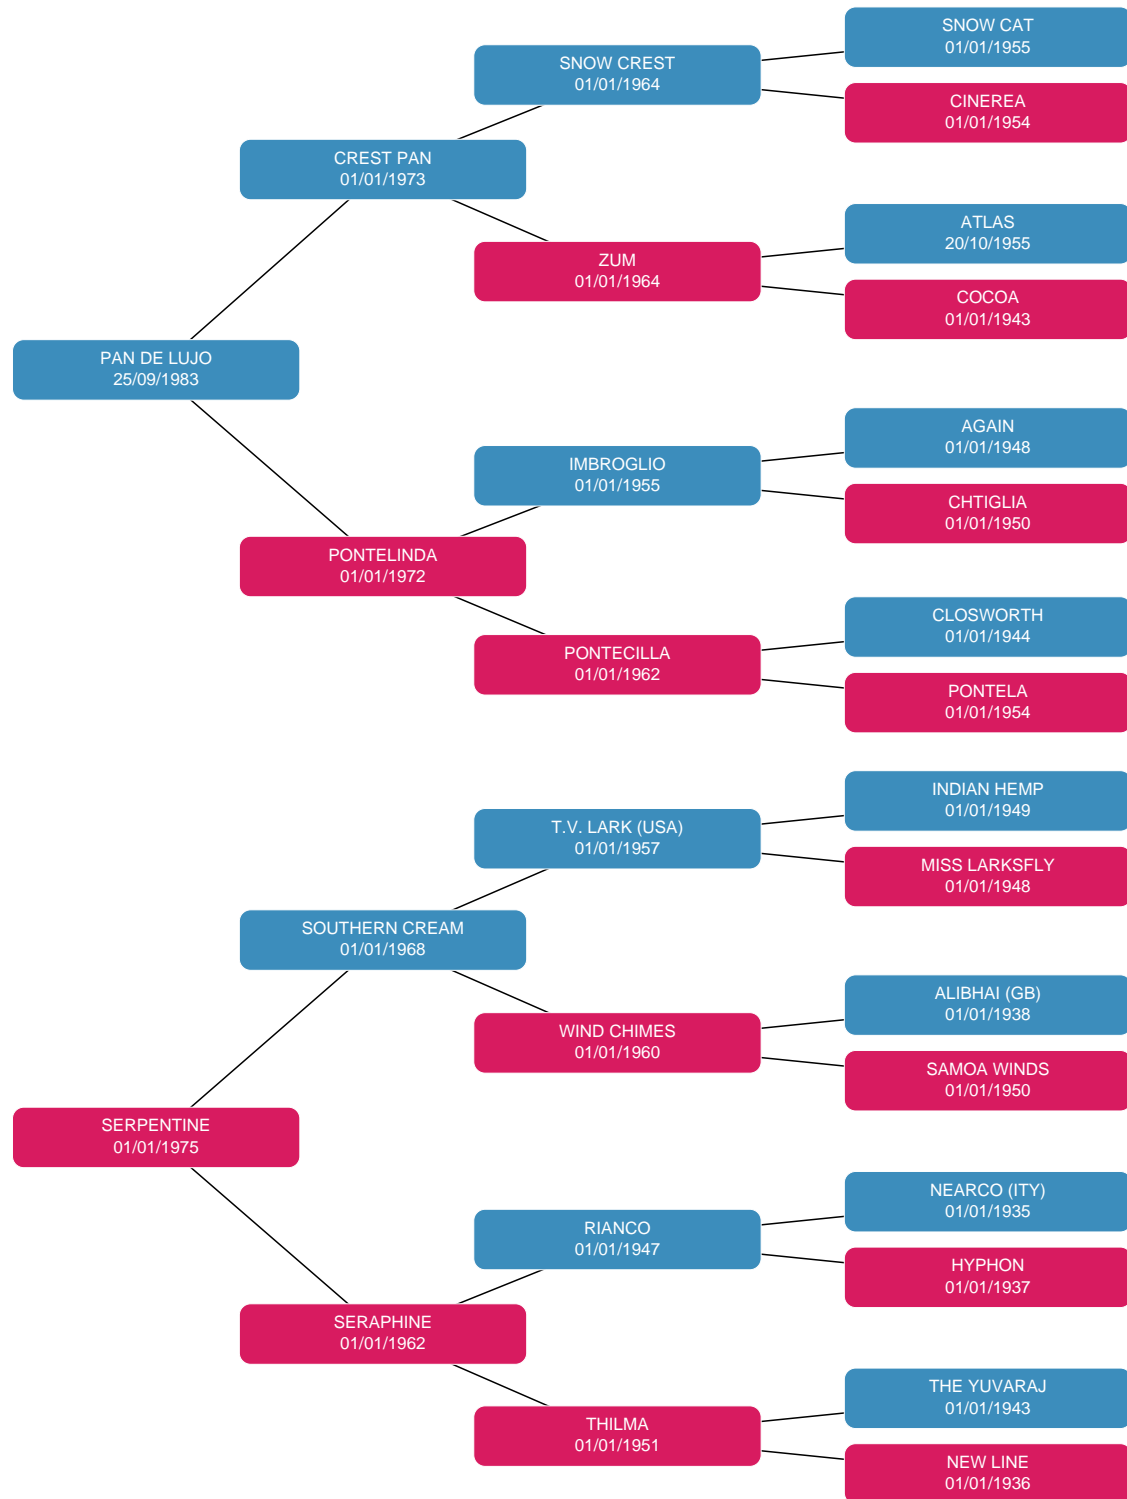 SNOW CAT
01/01/1955
SNOW CREST
01/01/1964
CINEREA
01/01/1954
CREST PAN
01/01/1973
ATLAS
20/10/1955
ZUM
01/01/1964
COCOA
01/01/1943
PAN DE LUJO
25/09/1983
AGAIN
01/01/1948
IMBROGLIO
01/01/1955
CHTIGLIA
01/01/1950
PONTELINDA
01/01/1972
CLOSWORTH
01/01/1944
PONTECILLA
01/01/1962
PONTELA
01/01/1954
INDIAN HEMP
01/01/1949
T.V. LARK (USA)
01/01/1957
MISS LARKSFLY
01/01/1948
SOUTHERN CREAM
01/01/1968
ALIBHAI (GB)
01/01/1938
WIND CHIMES
01/01/1960
SAMOA WINDS
01/01/1950
SERPENTINE
01/01/1975
NEARCO (ITY)
01/01/1935
RIANCO
01/01/1947
HYPHON
01/01/1937
SERAPHINE
01/01/1962
THE YUVARAJ
01/01/1943
THILMA
01/01/1951
NEW LINE
01/01/1936